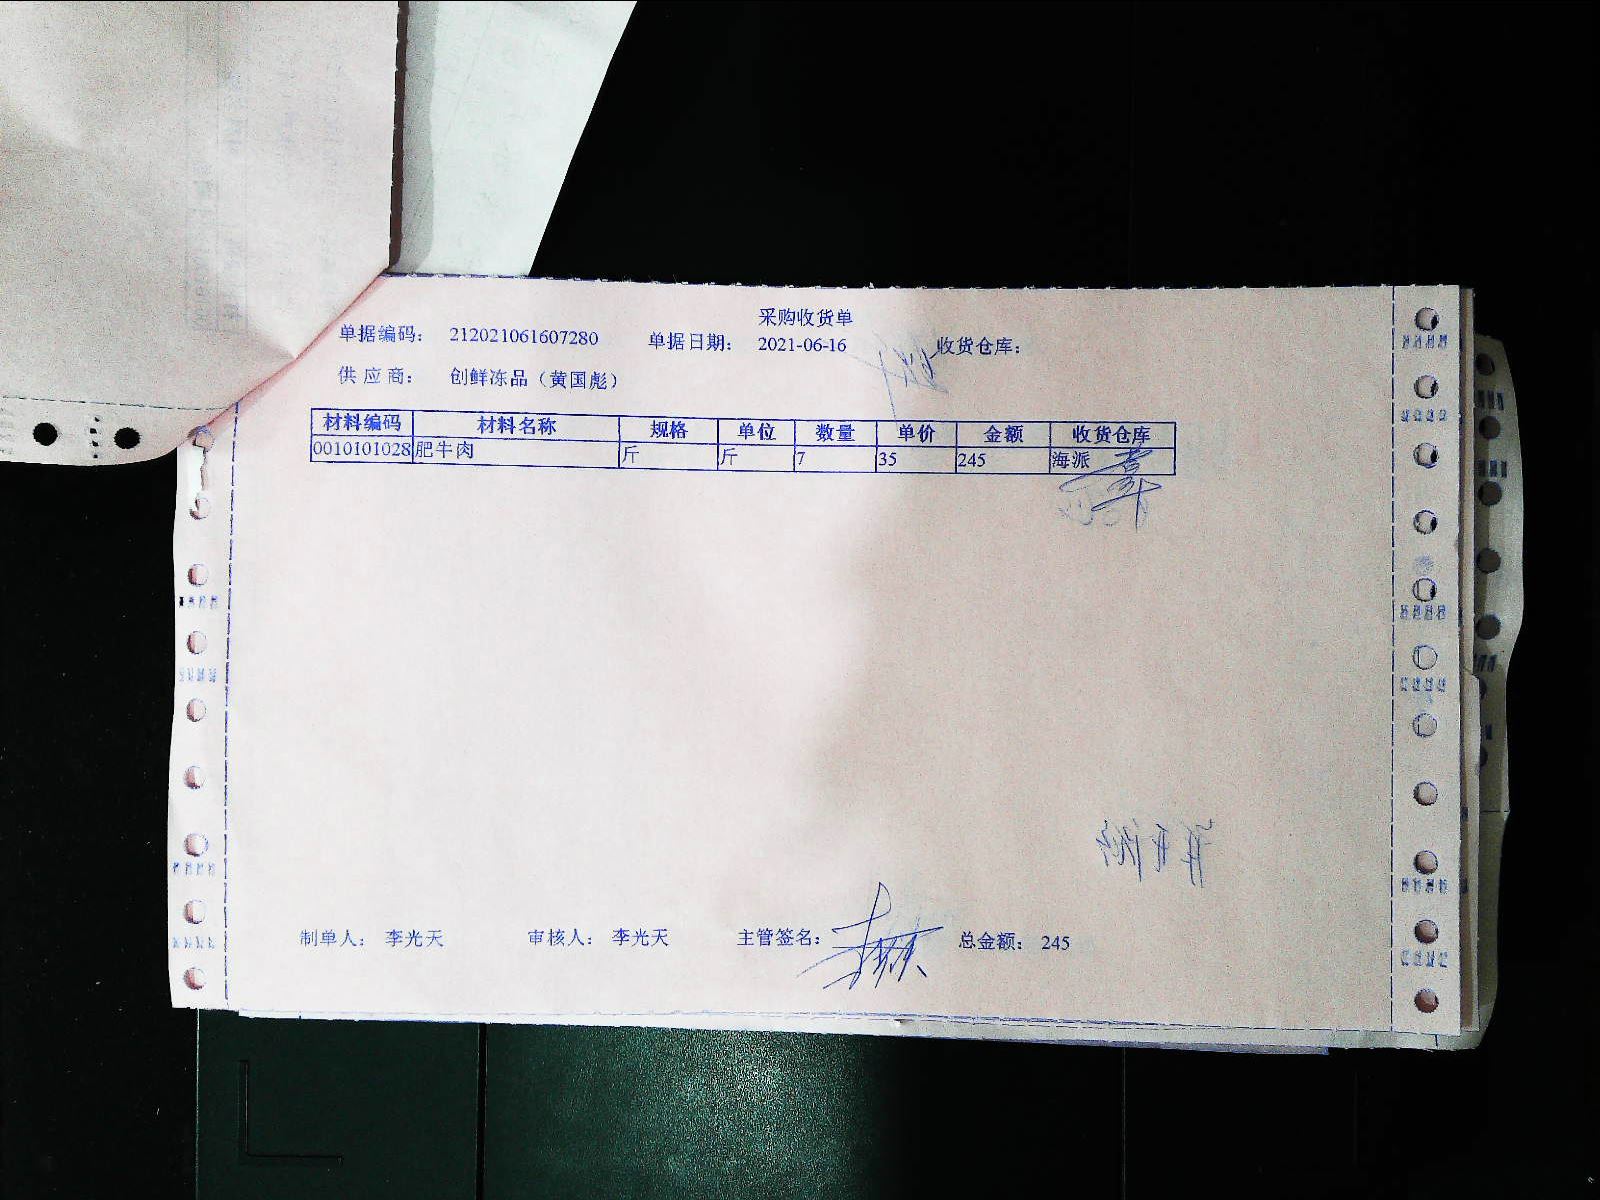 采购收货单
单据编码： 212021061607280 单据日期： 2021-06-16 收货仓库：
供应商： 创鲜冻品（黄国彪）
材料编码 材料名称 规格 单位 数量 单价 金额 收货仓库
0010101028 肥牛肉 斤 斤 7 35 245 海派
制单人： 李光天 审核人： 李光天 主管签名： 总金额： 245